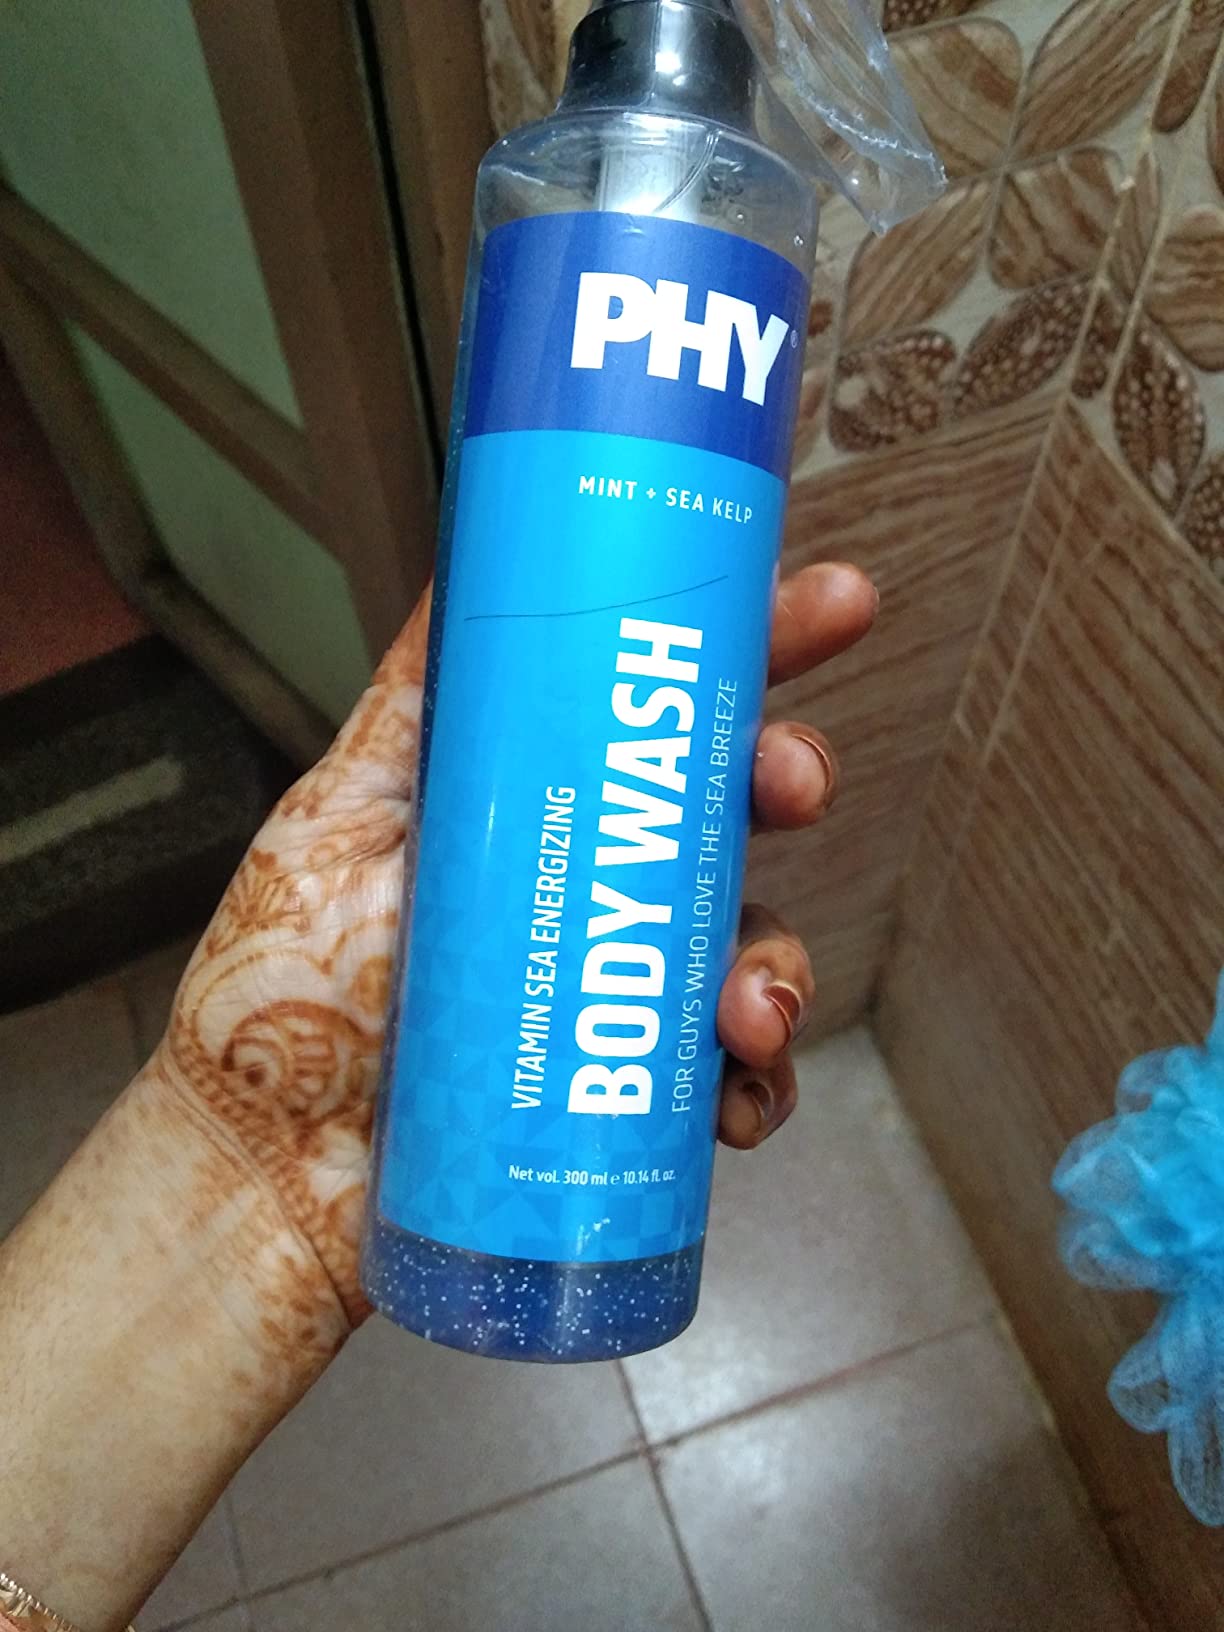 PHY®
MINT + SEA KELP
VITAMIN SEA ENERGIZING
BODY WASH
FOR GUYS WHO LOVE THE SEA BREEZE
Net vol. 300 ml ℮ 10.14 fl. oz.